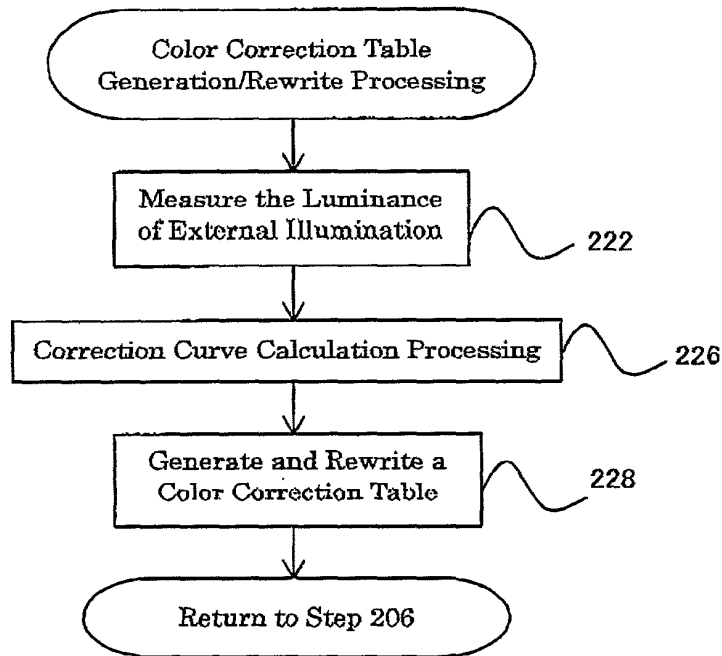 Color Correction Table
Generation/Rewrite Processing
Measure the Luminance
of External Illumination
222
Correction Curve Calculation Processing
226
Generate and Rewrite a
Color Correction Table
228
Return to Step 206